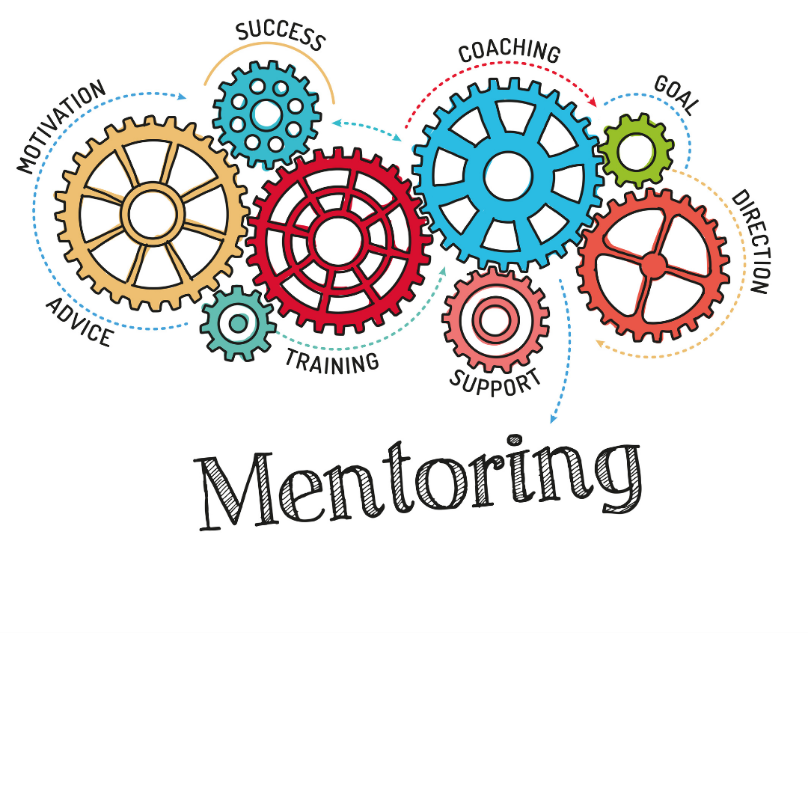 SUCCESS
COACHING
MOTIVATION
GOAL
DIRECTION
ADVICE
TRAINING
SUPPORT
Mentoring